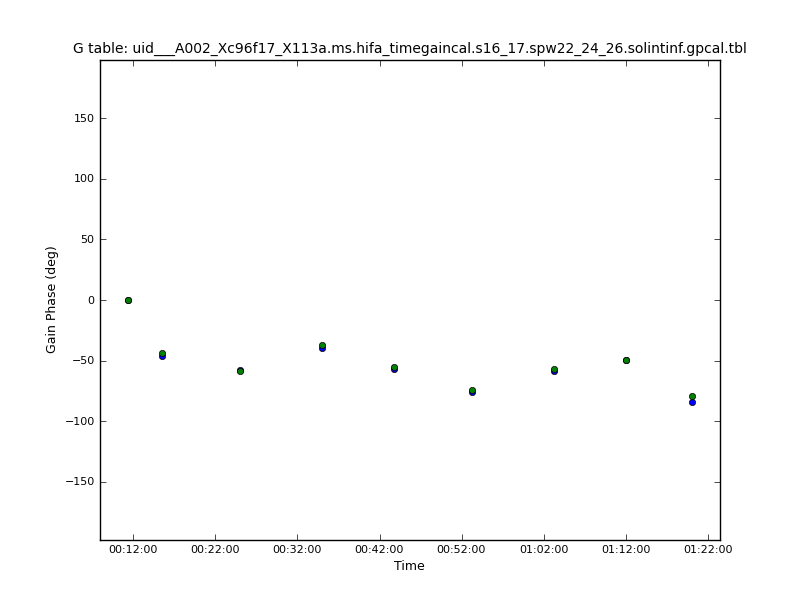 G table: uid___A002_Xc96f17_X113a.ms.hifa_timegaincal.s16_17.spw22_24_26.solintinf.gpcal.tbl
150
100
50
0
−50
−100
−150
Gain Phase (deg)
00:12:00 00:22:00 00:32:00 00:42:00 00:52:00 01:02:00 01:12:00 01:22:00
Time